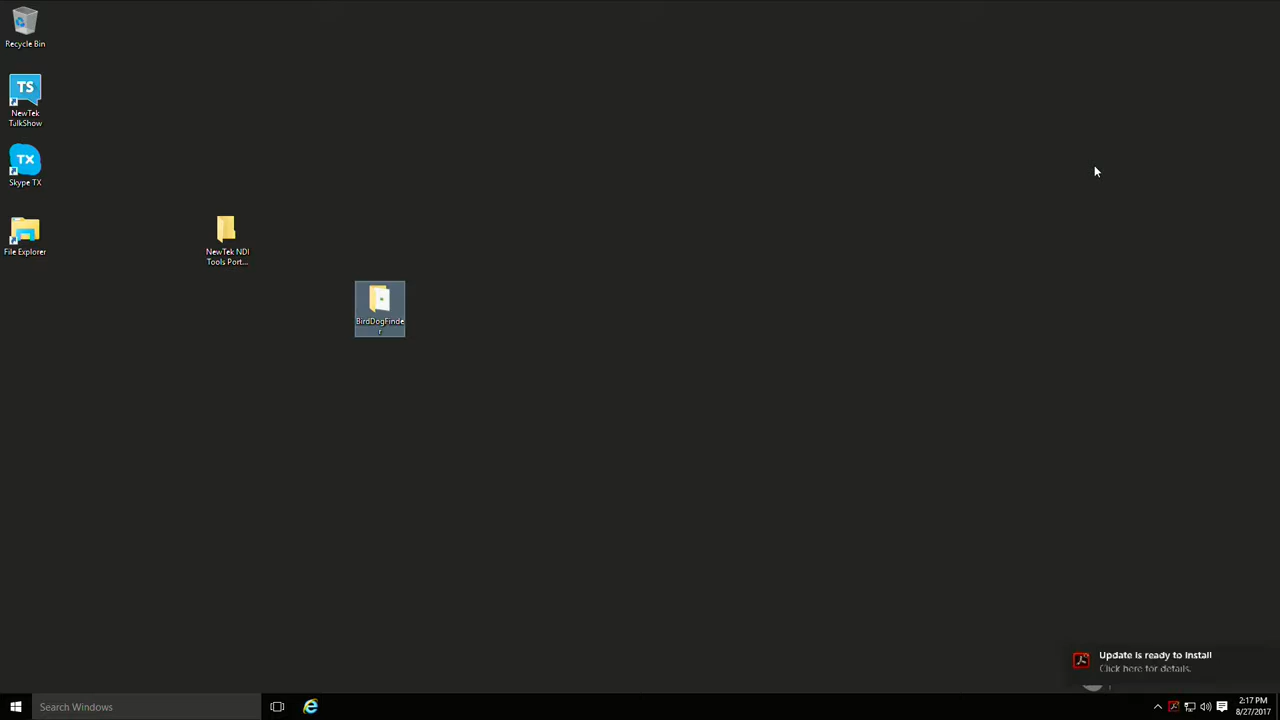 Recycle Bin
TS
NewTek
TalkShow
TX
Skype TX
File Explorer
NewTek NDI
Tools Port...
BirdDogFinde
r
Update is ready to install
Click here for details.
Search Windows
2:17 PM
8/27/2017